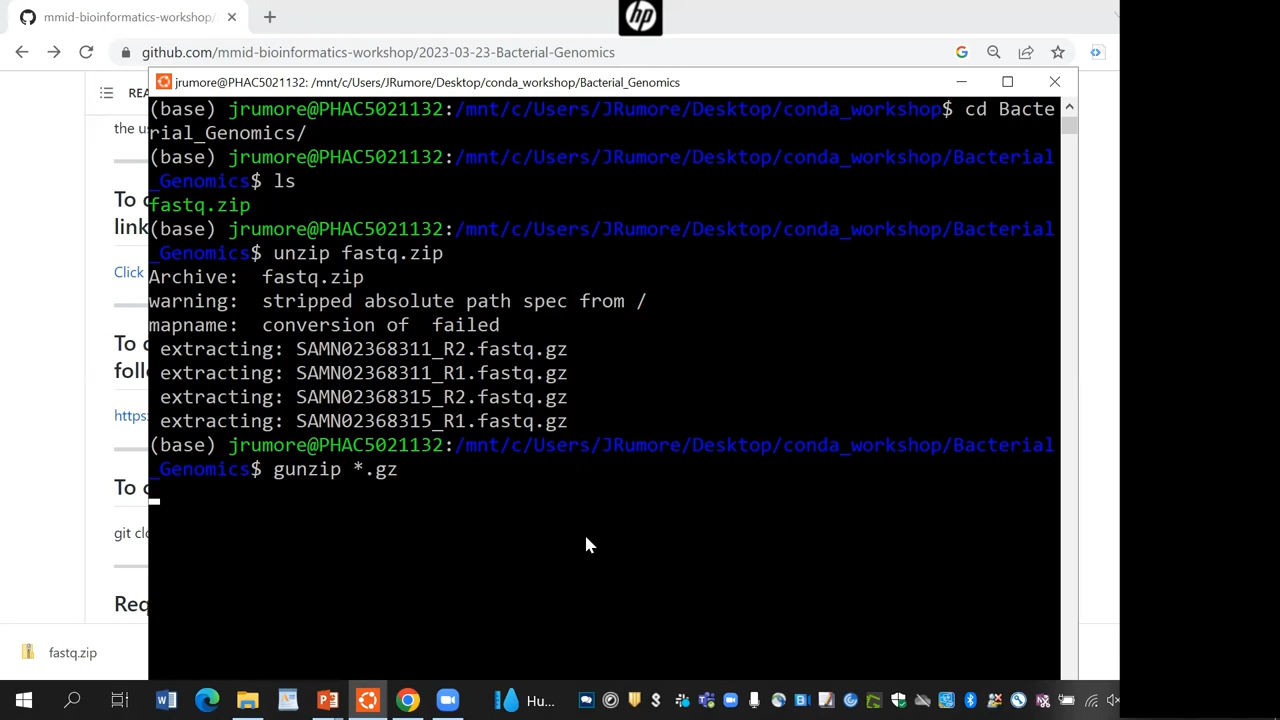 mmid-bioinformatics-workshop/
hp
github.com/mmid-bioinformatics-workshop/2023-03-23-Bacterial-Genomics
jrumore@PHAC5021132: /mnt/c/Users/JRumore/Desktop/conda_workshop/Bacterial_Genomics
REA
the us
To c
link
Click
To c
follo
https:
To c
git clo
Req
(base) jrumore@PHAC5021132:/mnt/c/Users/JRumore/Desktop/conda_workshop$ cd Bacte
rial_Genomics/
(base) jrumore@PHAC5021132:/mnt/c/Users/JRumore/Desktop/conda_workshop/Bacterial
_Genomics$ ls
fastq.zip
(base) jrumore@PHAC5021132:/mnt/c/Users/JRumore/Desktop/conda_workshop/Bacterial
_Genomics$ unzip fastq.zip
Archive:  fastq.zip
warning:  stripped absolute path spec from /
mapname:  conversion of  failed
 extracting: SAMN02368311_R2.fastq.gz
 extracting: SAMN02368311_R1.fastq.gz
 extracting: SAMN02368315_R2.fastq.gz
 extracting: SAMN02368315_R1.fastq.gz
(base) jrumore@PHAC5021132:/mnt/c/Users/JRumore/Desktop/conda_workshop/Bacterial
_Genomics$ gunzip *.gz
fastq.zip
Hu...